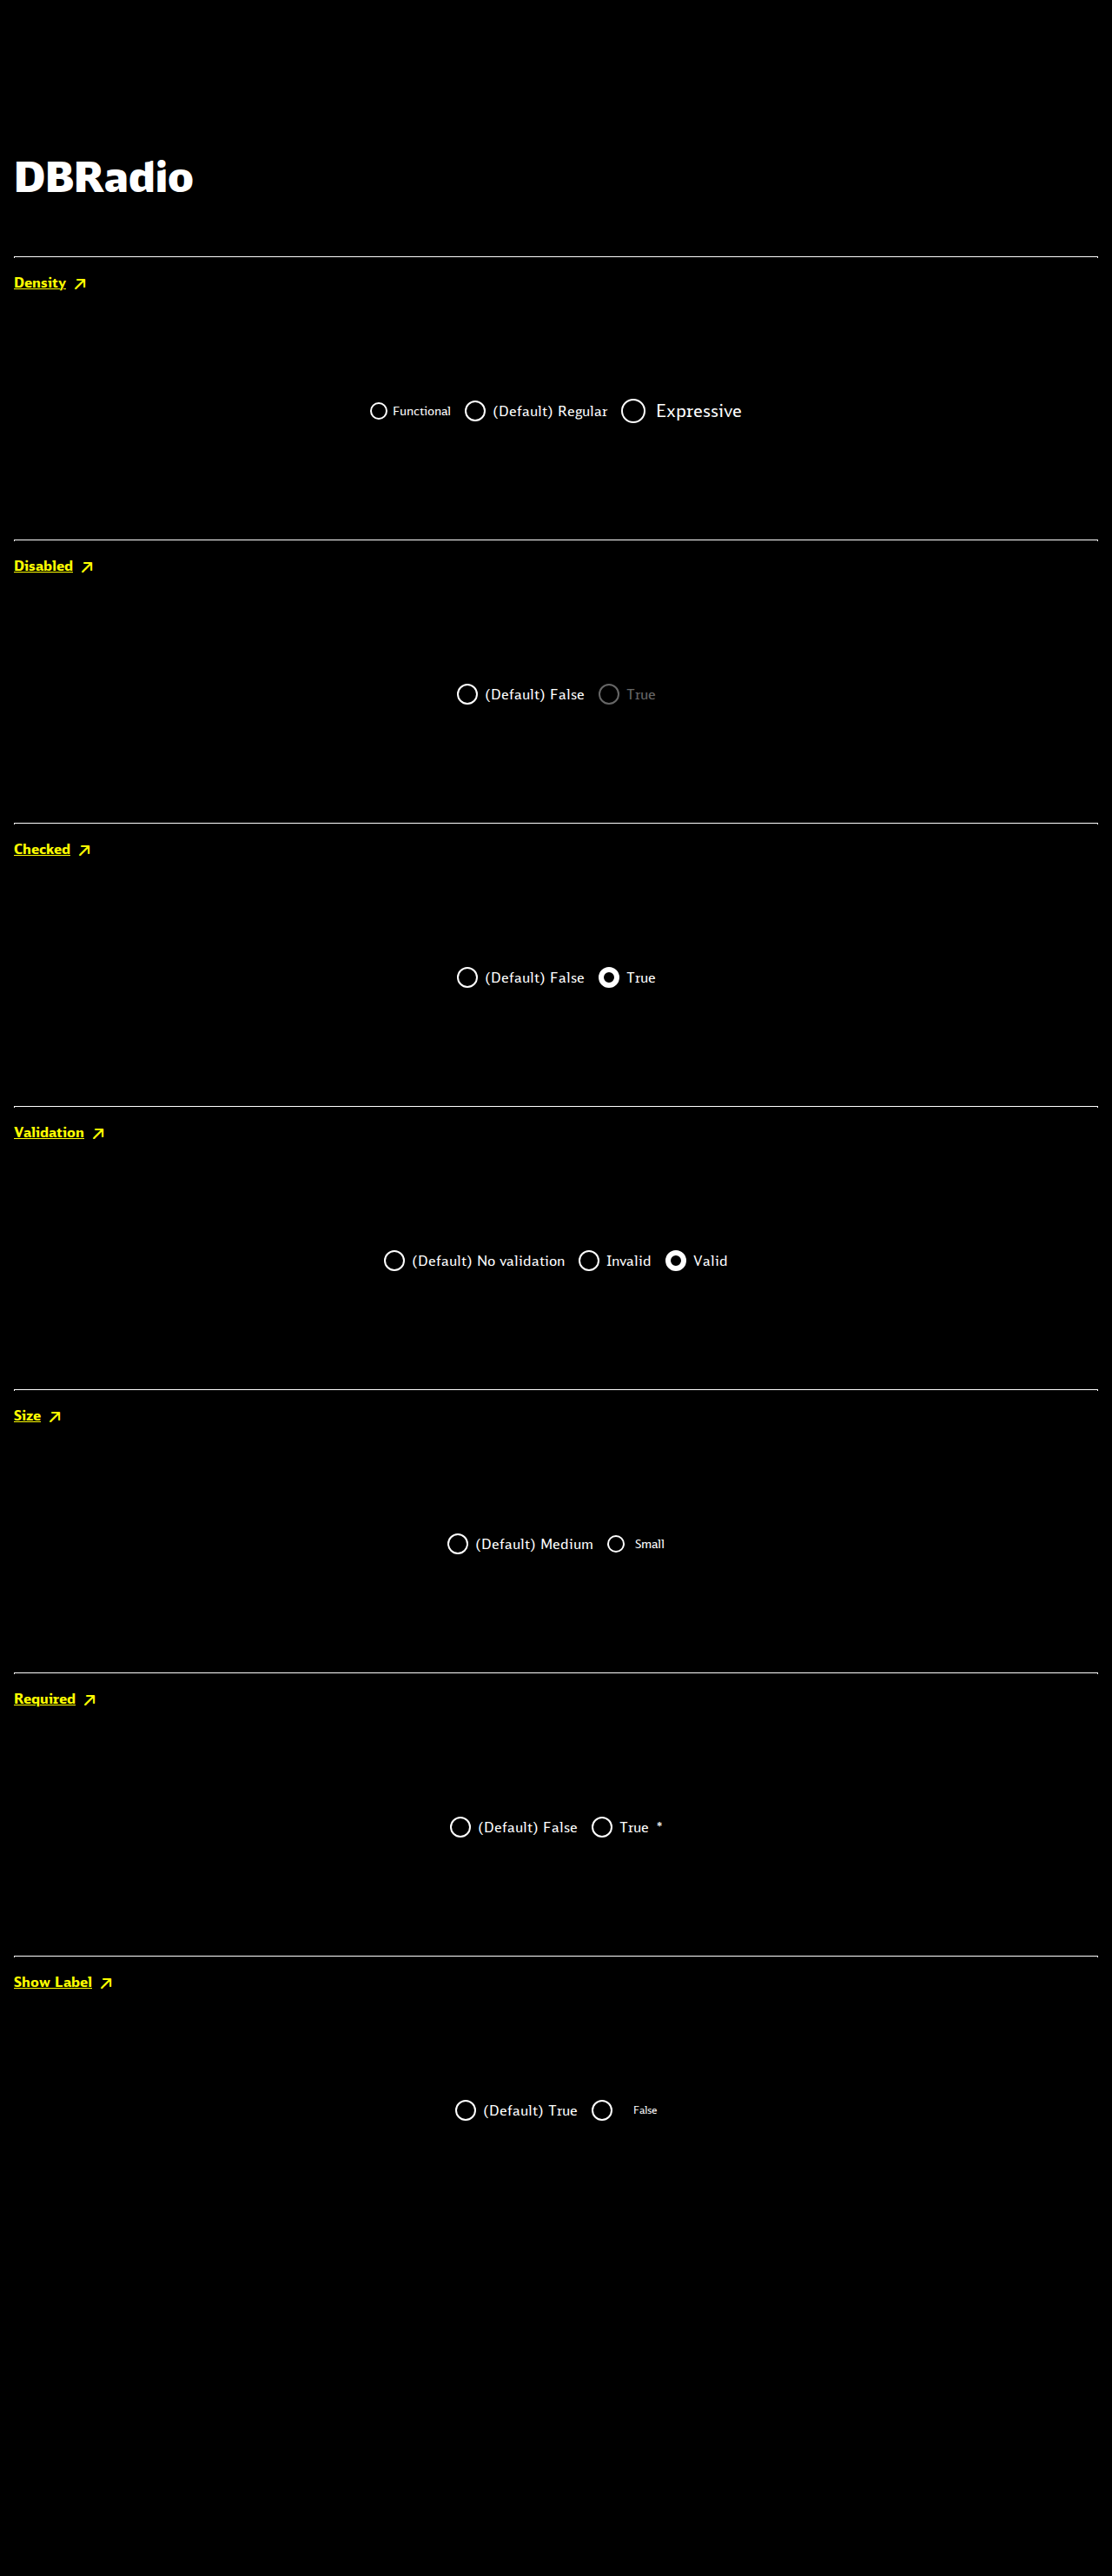 DBRadio
Density
Functional (Default) Regular Expressive
Disabled
(Default) False True
Checked
(Default) False True
Validation
(Default) No validation Invalid Valid
Size
(Default) Medium Small
Required
(Default) False True *
Show Label
(Default) True False